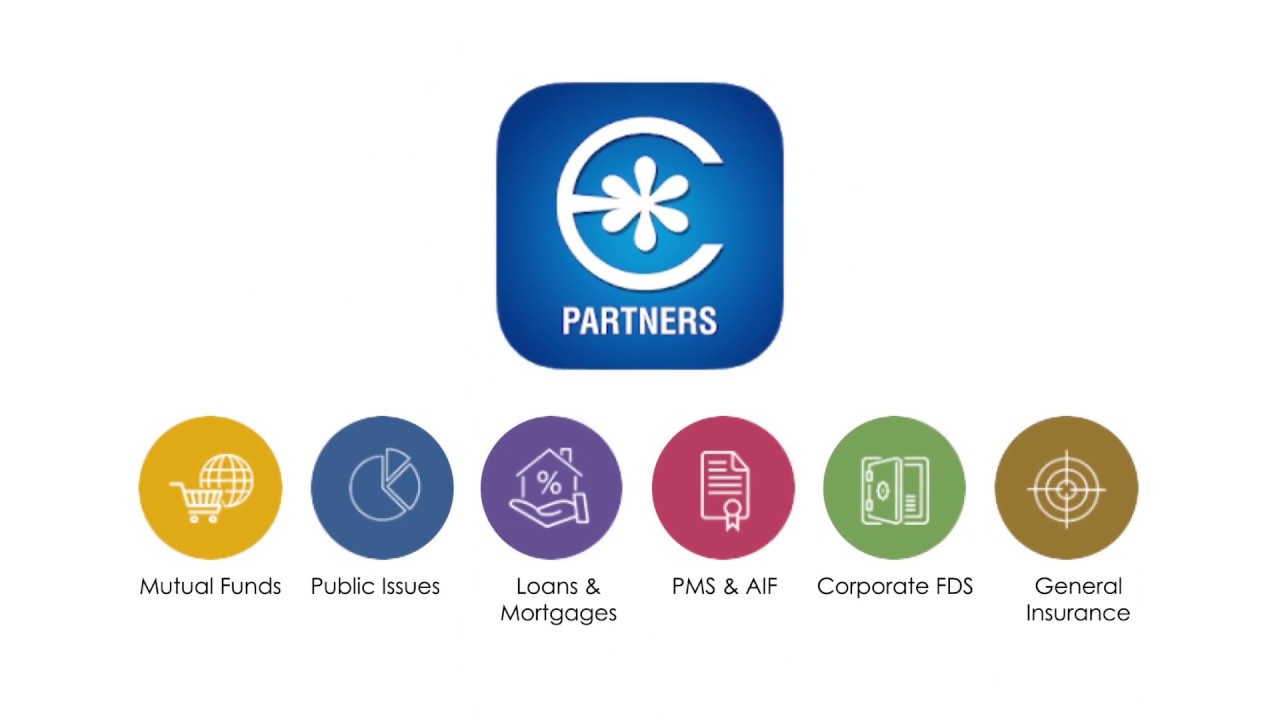 PARTNERS
%
Mutual Funds
Public Issues
Loans &
Mortgages
PMS & AIF
Corporate FDS
General
Insurance